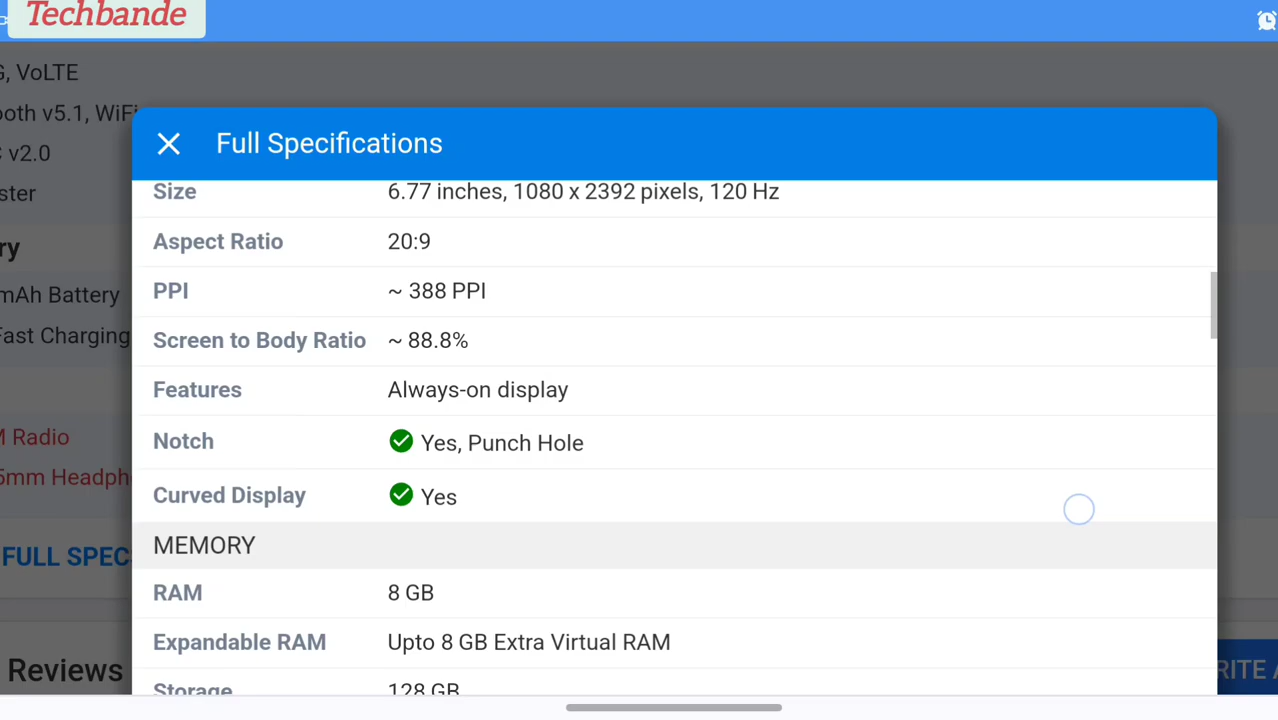 Techbande
G, VoLTE
ooth v5.1, WiFi
C v2.0
ster
ry
mAh Battery
Fast Charging
M Radio
5mm Headph
FULL SPECS
Reviews
RITE A
Full Specifications
Size 6.77 inches, 1080 x 2392 pixels, 120 Hz
Aspect Ratio 20:9
PPI ~ 388 PPI
Screen to Body Ratio ~ 88.8%
Features Always-on display
Notch Yes, Punch Hole
Curved Display Yes
MEMORY
RAM 8 GB
Expandable RAM Upto 8 GB Extra Virtual RAM
Storage 128 GB